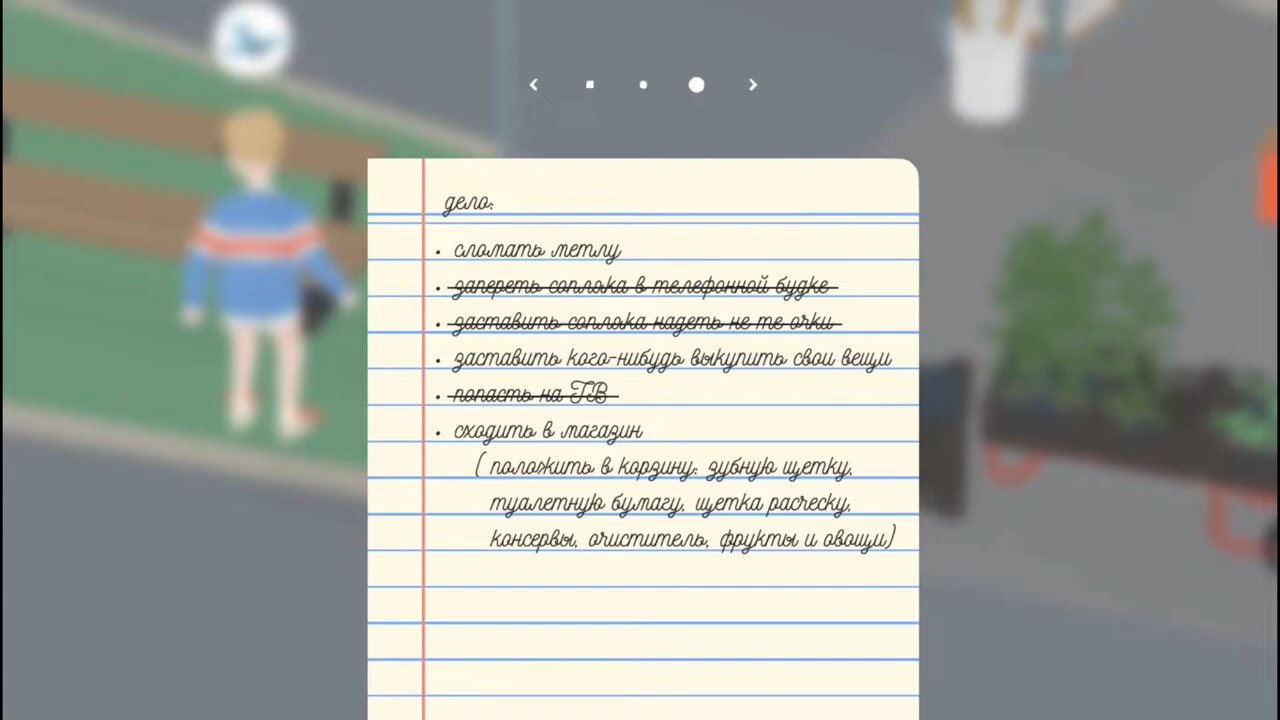 дело:
• сломать метлу
• запереть сопляка в телефонной будке
• заставить сопляка надеть не те очки
• заставить кого-нибудь выкупить свои вещи
• попасть на ТВ
• сходить в магазин
( положить в корзину: зубную щетку,
туалетную бумагу, щетка расческу,
консервы, очиститель, фрукты и овощи)